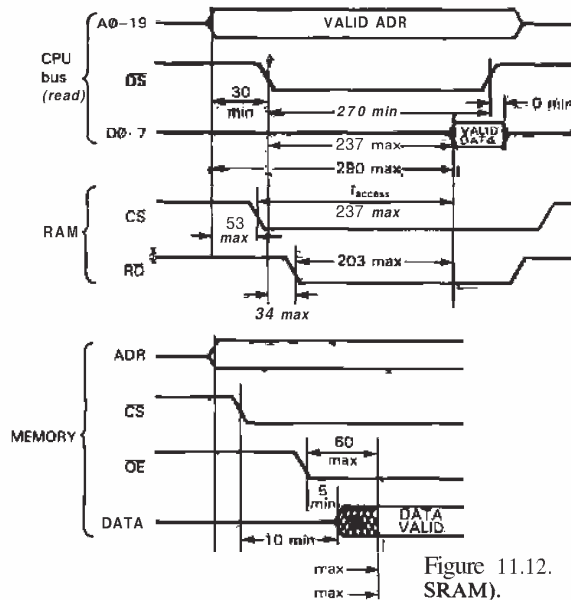 A0-19
VALID ADR
CPU
bus
(read)
DS
30
min
270 min
0 min
D0-7
237 max
VALID
DATA
280 max
taccess
CS
53
max
237 max
RAM
RD
203 max
34 max
ADR
CS
MEMORY
OE
60
max
5
min
DATA
DATA
VALID
10 min
max
max
Figure 11.12.
SRAM).